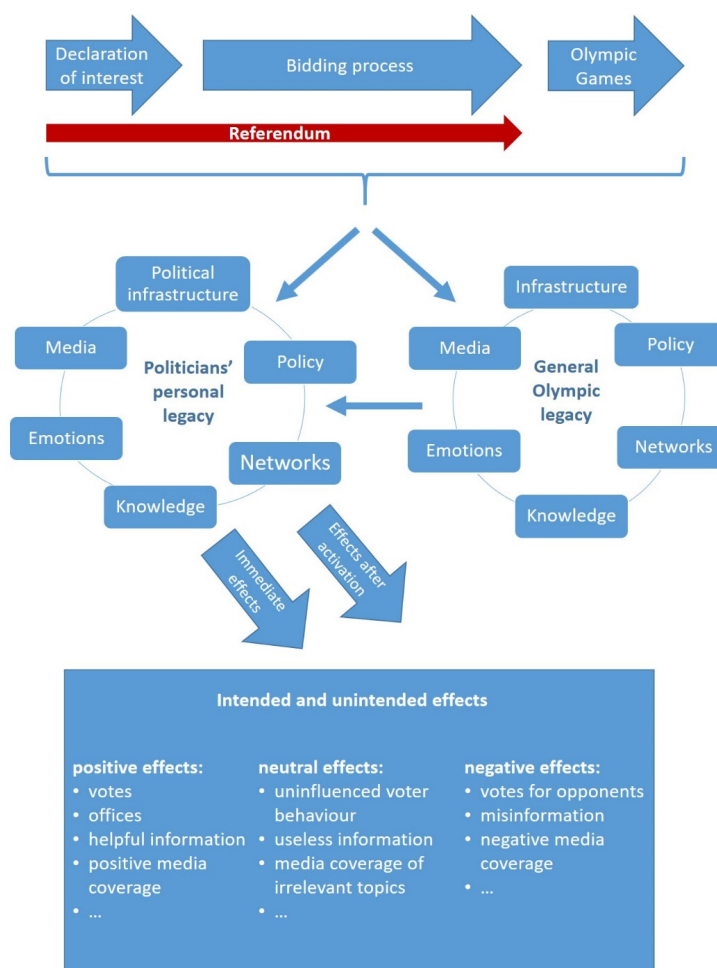 Declaration
of interest
Bidding process
Olympic
Games
Referendum
Political
infrastructure
Media
Policy
Politicians'
personal
legacy
Emotions
Networks
Knowledge
Infrastructure
Media
Policy
General
Olympic
legacy
Emotions
Networks
Knowledge
Immediate
effects
Effects after
activation
Intended and unintended effects
positive effects:
• votes
• offices
• helpful information
• positive media
coverage
• ...
neutral effects:
• uninfluenced voter
behaviour
• useless information
• media coverage of
irrelevant topics
• ...
negative effects:
• votes for opponents
• misinformation
• negative media
coverage
• ...